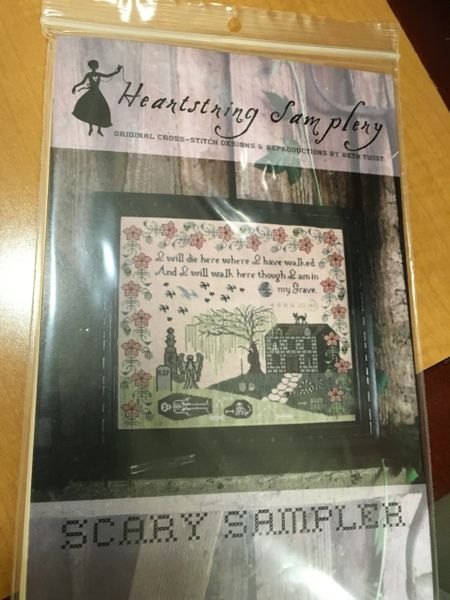 Heartstring Samplery
ORIGINAL CROSS-STITCH DESIGNS & REPRODUCTIONS BY BETH TWIST
I will die here where I have walked.
And I will walk here though I am in
my Grave.
SCARY SAMPLER